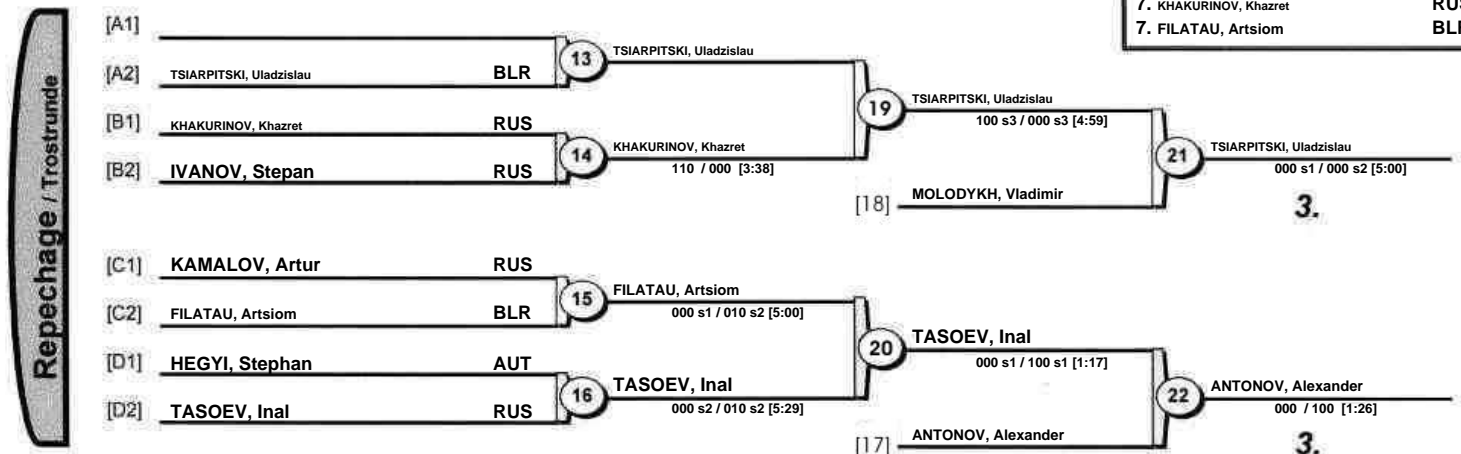 7. KHAKURINOV, Khazret RUS
7. FILATAU, Artsiom
Repechage / Trostrunde
[A1]
[A2] TSIARPITSKI, Uladzislau BLR
13 TSIARPITSKI, Uladzislau
[B1] KHAKURINOV, Khazret RUS
[B2] IVANOV, Stepan RUS
14 KHAKURINOV, Khazret
110 / 000 [3:38]
19 TSIARPITSKI, Uladzislau
100 s3 / 000 s3 [4:59]
[18] MOLODYKH, Vladimir
21 TSIARPITSKI, Uladzislau
000 s1 / 000 s2 [5:00]
3.
[C1] KAMALOV, Artur RUS
[C2] FILATAU, Artsiom BLR
15 FILATAU, Artsiom
000 s1 / 010 s2 [5:00]
[D1] HEGYI, Stephan AUT
[D2] TASOEV, Inal RUS
16 TASOEV, Inal
000 s2 / 010 s2 [5:29]
20 TASOEV, Inal
000 s1 / 100 s1 [1:17]
[17] ANTONOV, Alexander
22 ANTONOV, Alexander
000 / 100 [1:26]
3.